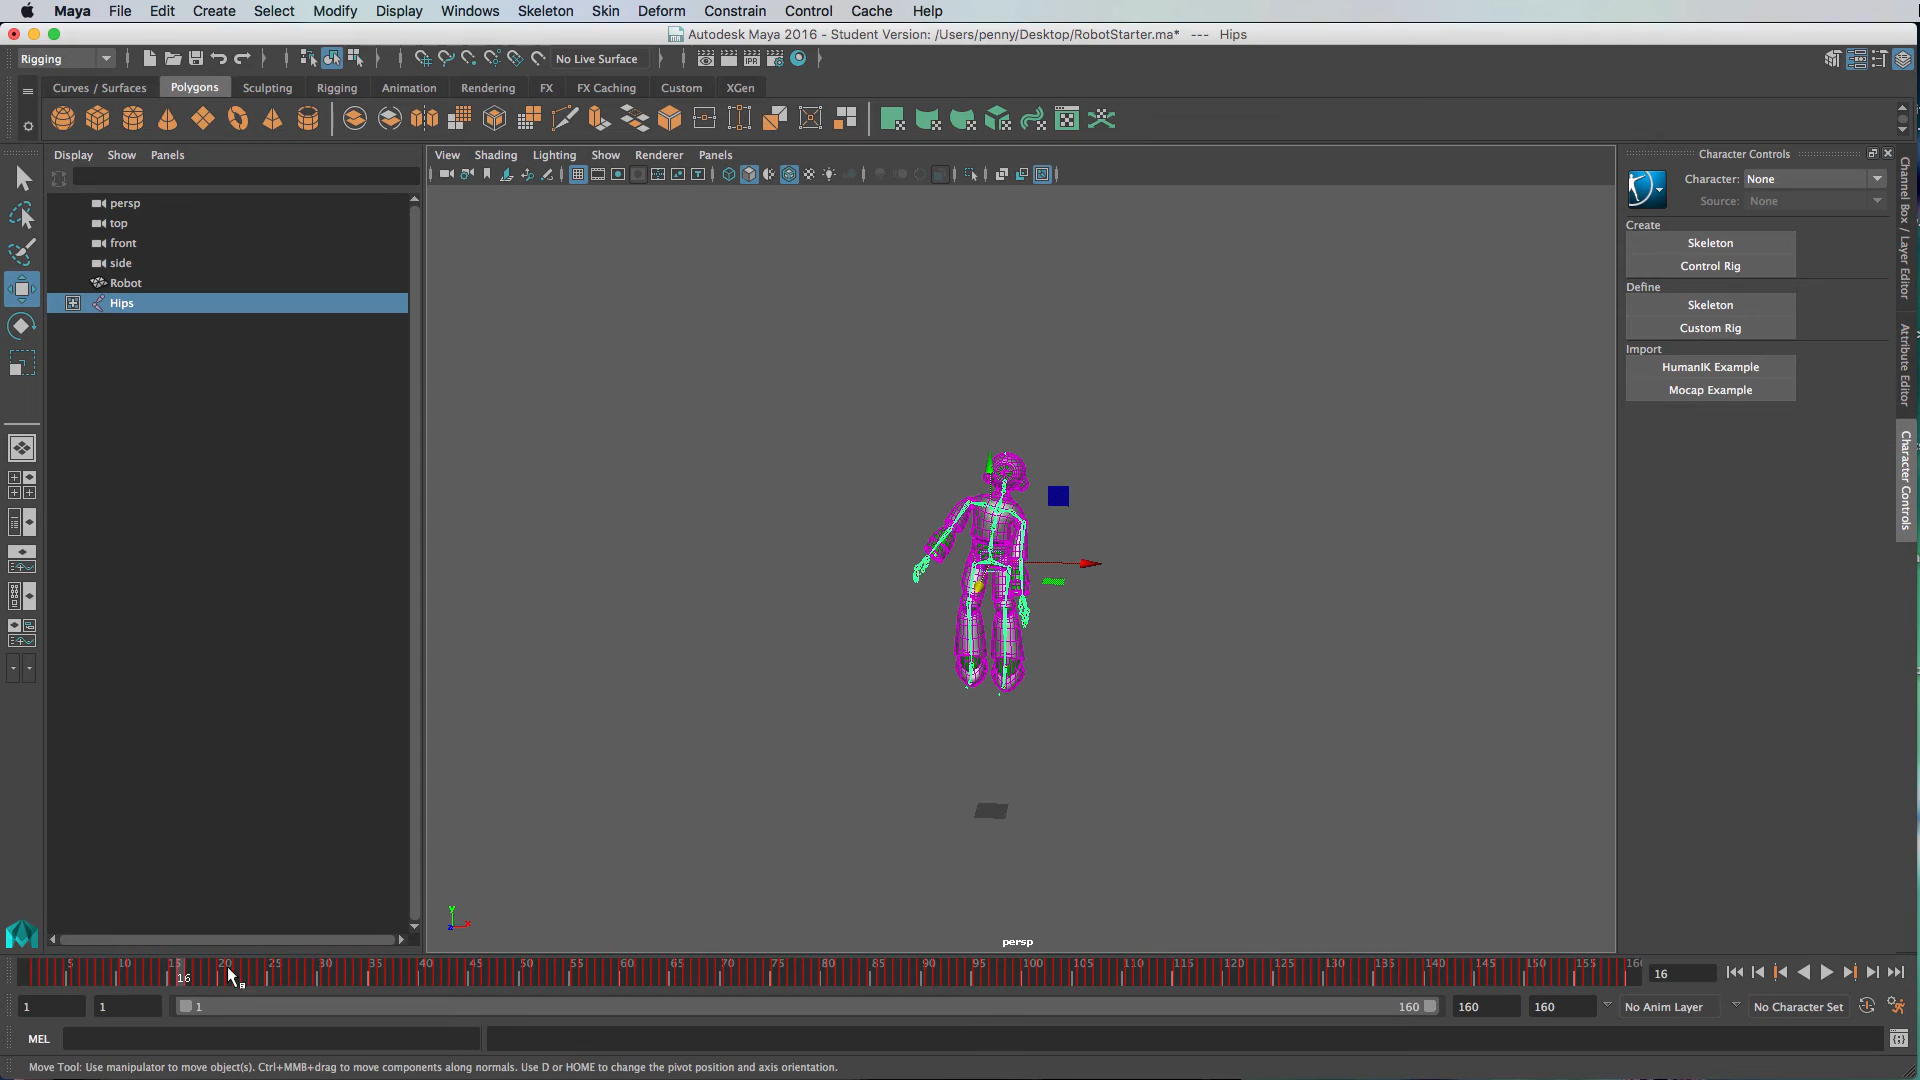 Maya File Edit Create Select Modify Display Windows Skeleton Skin Deform Constrain Control Cache Help
Autodesk Maya 2016 - Student Version: /Users/penny/Desktop/RobotStarter.ma* --- Hips
Rigging
No Live Surface
IPR
Curves / Surfaces Polygons Sculpting Rigging Animation Rendering FX FX Caching Custom XGen
Display Show Panels
View Shading Lighting Show Renderer Panels
persp
top
front
side
Robot
Hips
Character Controls
Character: None
Source: None
Create
Skeleton
Control Rig
Define
Skeleton
Custom Rig
Import
HumanIK Example
Mocap Example
Channel Box / Layer Editor
Attribute Editor
Character Controls
y
x
z
persp
5 10 15 20 25 30 35 40 45 50 55 60 65 70 75 80 85 90 95 100 105 110 115 120 125 130 135 140 145 150 155 160
16
16
1
1
1
160
160
160
No Anim Layer
No Character Set
MEL
Move Tool: Use manipulator to move object(s). Ctrl+MMB+drag to move components along normals. Use D or HOME to change the pivot position and axis orientation.